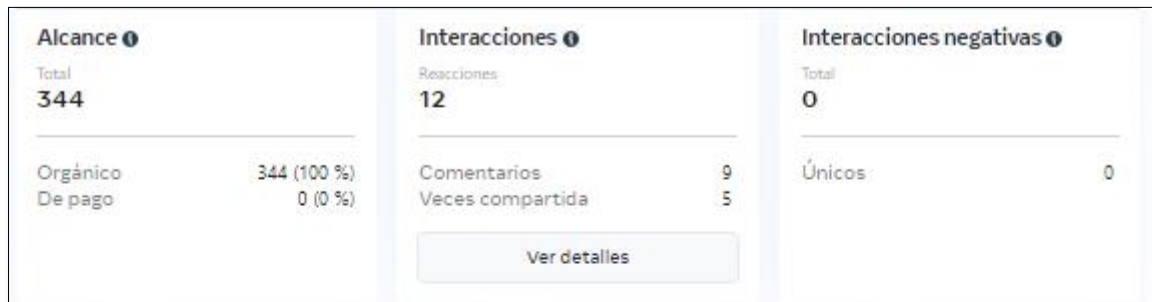 Alcance
Total
344
Orgánico 344 (100 %)
De pago 0 (0 %)
Interacciones
Reacciones
12
Comentarios 9
Veces compartida 5
Ver detalles
Interacciones negativas
Total
0
Únicos 0